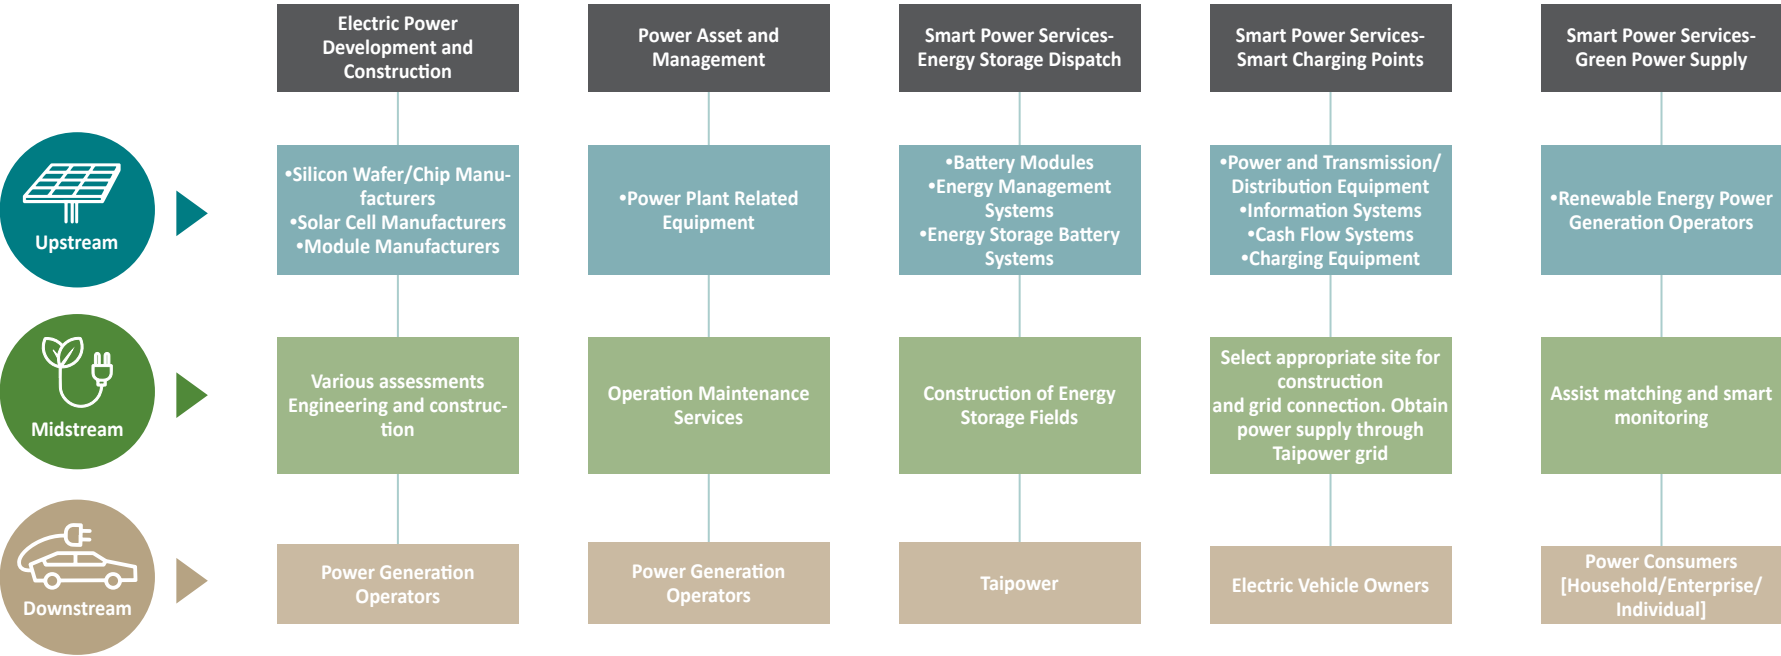 Electric Power
Development and
Construction
Power Asset and
Management
Smart Power Services-
Energy Storage Dispatch
Smart Power Services-
Smart Charging Points
Smart Power Services-
Green Power Supply
Upstream
•Silicon Wafer/Chip Manu-
facturers
•Solar Cell Manufacturers
•Module Manufacturers
•Power Plant Related
Equipment
•Battery Modules
•Energy Management
Systems
•Energy Storage Battery
Systems
•Power and Transmission/
Distribution Equipment
•Information Systems
•Cash Flow Systems
•Charging Equipment
•Renewable Energy Power
Generation Operators
Midstream
Various assessments
Engineering and construc-
tion
Operation Maintenance
Services
Construction of Energy
Storage Fields
Select appropriate site for
construction
and grid connection. Obtain
power supply through
Taipower grid
Assist matching and smart
monitoring
Downstream
Power Generation
Operators
Power Generation
Operators
Taipower
Electric Vehicle Owners
Power Consumers
[Household/Enterprise/
Individual]